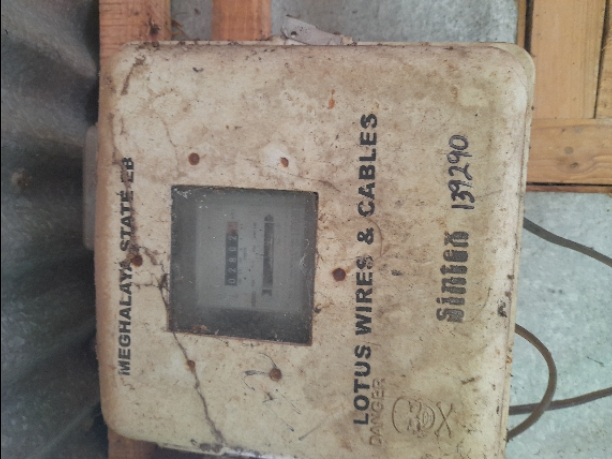 MEGHALAYA STATE EB
LOTUS WIRES & CABLES
DANGER
Sintex 139290